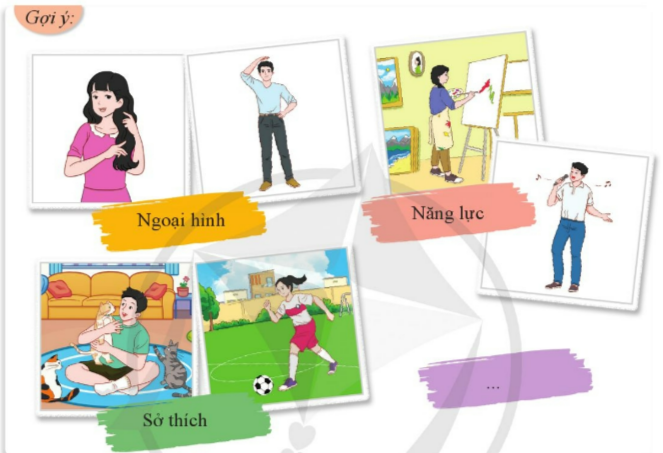 Gợi ý:
Ngoại hình
Năng lực
Sở thích
...